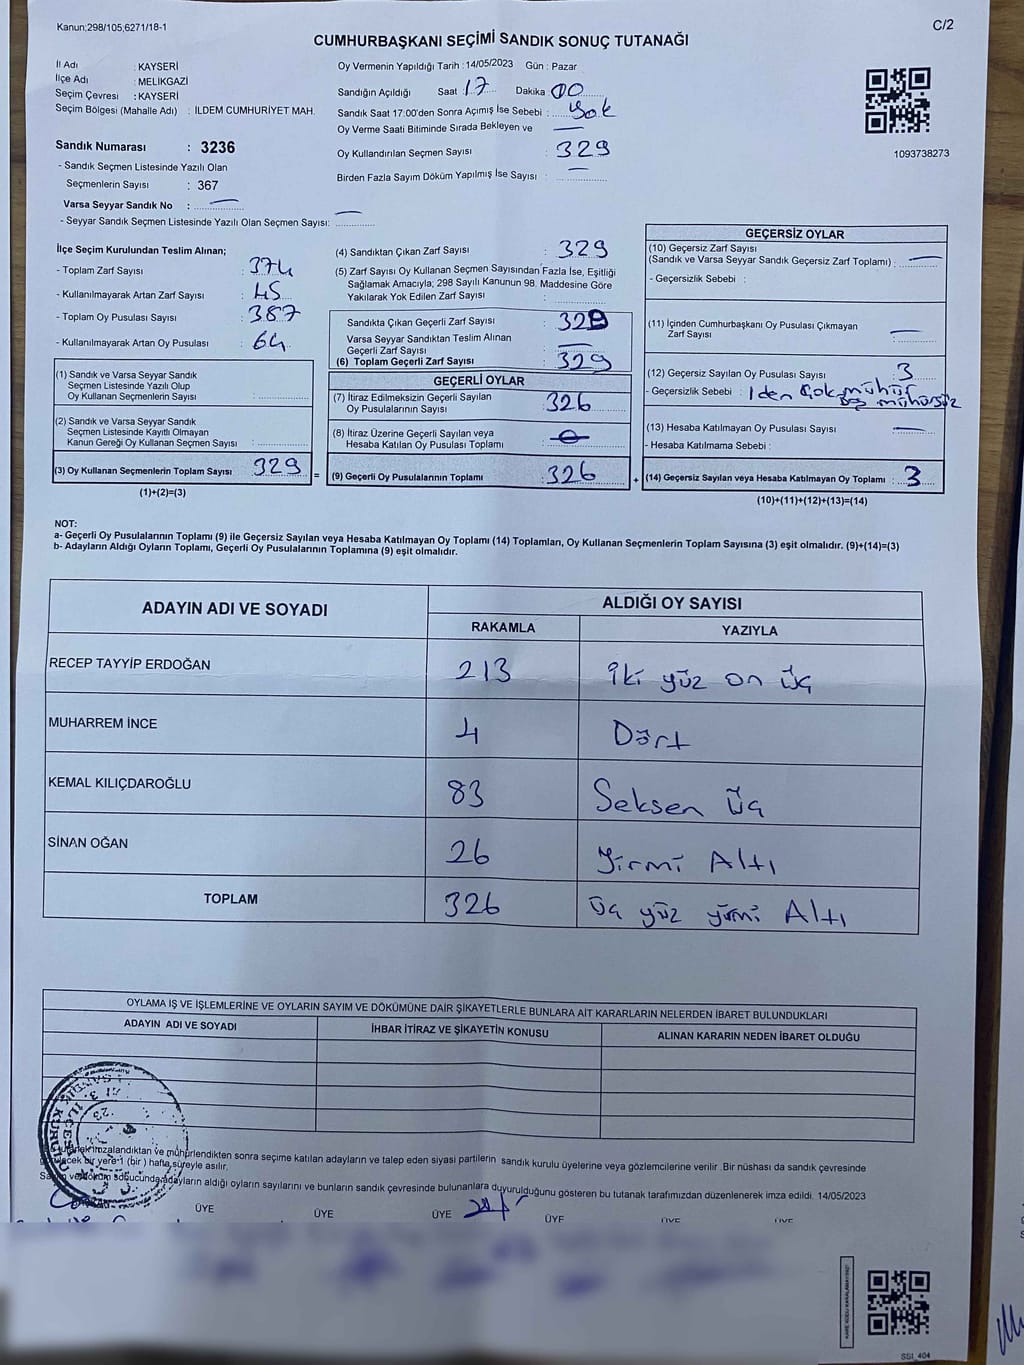 Kanun;298/105;6271/18-1
C/2
CUMHURBAŞKANI SEÇİMİ SANDIK SONUÇ TUTANAĞI
İl Adı : KAYSERİ
İlçe Adı : MELİKGAZİ
Seçim Çevresi : KAYSERİ
Seçim Bölgesi (Mahalle Adı) : İLDEM CUMHURİYET MAH.
Sandık Numarası : 3236
- Sandık Seçmen Listesinde Yazılı Olan
Seçmenlerin Sayısı : 367
Varsa Seyyar Sandık No : —
- Seyyar Sandık Seçmen Listesinde Yazılı Olan Seçmen Sayısı: —
Oy Vermenin Yapıldığı Tarih : 14/05/2023 Gün : Pazar
Sandığın Açıldığı Saat 17 Dakika 00
Sandık Saat 17:00'den Sonra Açımış İse Sebebi : Yok
Oy Verme Saati Bitiminde Sırada Bekleyen ve —
Oy Kullandırılan Seçmen Sayısı : 329
Birden Fazla Sayım Döküm Yapılmış İse Sayısı : —
1093738273
İlçe Seçim Kurulundan Teslim Alınan;
- Toplam Zarf Sayısı : 374
- Kullanılmayarak Artan Zarf Sayısı : 45
- Toplam Oy Pusulası Sayısı : 387
- Kullanılmayarak Artan Oy Pusulası : 64
(1) Sandık ve Varsa Seyyar Sandık
Seçmen Listesinde Yazılı Olup
Oy Kullanan Seçmenlerin Sayısı :
(2) Sandık ve Varsa Seyyar Sandık
Seçmen Listesinde Kayıtlı Olmayan
Kanun Gereği Oy Kullanan Seçmen Sayısı :
(3) Oy Kullanan Seçmenlerin Toplam Sayısı : 329 =
(1)+(2)=(3)
(4) Sandıktan Çıkan Zarf Sayısı : 329
(5) Zarf Sayısı Oy Kullanan Seçmen Sayısından Fazla İse, Eşitliği
Sağlamak Amacıyla; 298 Sayılı Kanunun 98. Maddesine Göre
Yakılarak Yok Edilen Zarf Sayısı :
Sandıkta Çıkan Geçerli Zarf Sayısı : 329
Varsa Seyyar Sandıktan Teslim Alınan
Geçerli Zarf Sayısı : —
(6) Toplam Geçerli Zarf Sayısı : 329
GEÇERLİ OYLAR
(7) İtiraz Edilmeksizin Geçerli Sayılan
Oy Pusulalarının Sayısı : 326
(8) İtiraz Üzerine Geçerli Sayılan veya
Hesaba Katılan Oy Pusulası Toplamı : 0
(9) Geçerli Oy Pusulalarının Toplamı : 326 +
GEÇERSİZ OYLAR
(10) Geçersiz Zarf Sayısı
(Sandık ve Varsa Seyyar Sandık Geçersiz Zarf Toplamı) : —
- Geçersizlik Sebebi :
(11) İçinden Cumhurbaşkanı Oy Pusulası Çıkmayan
Zarf Sayısı : —
(12) Geçersiz Sayılan Oy Pusulası Sayısı : 3
- Geçersizlik Sebebi : 1 den çok mühür
boş mühürsüz
(13) Hesaba Katılmayan Oy Pusulası Sayısı : —
- Hesaba Katılmama Sebebi :
(14) Geçersiz Sayılan veya Hesaba Katılmayan Oy Toplamı : 3
(10)+(11)+(12)+(13)=(14)
NOT:
a- Geçerli Oy Pusulalarının Toplamı (9) ile Geçersiz Sayılan veya Hesaba Katılmayan Oy Toplamı (14) Toplamları, Oy Kullanan Seçmenlerin Toplam Sayısına (3) eşit olmalıdır. (9)+(14)=(3)
b- Adayların Aldığı Oyların Toplamı, Geçerli Oy Pusulalarının Toplamına (9) eşit olmalıdır.
ADAYIN ADI VE SOYADI ALDIĞI OY SAYISI
RAKAMLA YAZIYLA
RECEP TAYYİP ERDOĞAN 213 iki yüz on üç
MUHARREM İNCE 4 Dört
KEMAL KILIÇDAROĞLU 83 Seksen Üç
SİNAN OĞAN 26 Yirmi Altı
TOPLAM 326 Üç yüz yirmi Altı
OYLAMA İŞ VE İŞLEMLERİNE VE OYLARIN SAYIM VE DÖKÜMÜNE DAİR ŞİKAYETLERLE BUNLARA AİT KARARLARIN NELERDEN İBARET BULUNDUKLARI
ADAYIN ADI VE SOYADI İHBAR İTİRAZ VE ŞİKAYETİN KONUSU ALINAN KARARIN NEDEN İBARET OLDUĞU
imzalandıktan ve mühürlendikten sonra seçime katılan adayların ve talep eden siyasi partilerin sandık kurulu üyelerine veya gözlemcilerine verilir .Bir nüshası da sandık çevresinde
bir yere 1 (bir ) hafta süreyle asılır.
ve döküm sonucunda adayların aldığı oyların sayılarını ve bunların sandık çevresinde bulunanlara duyurulduğunu gösteren bu tutanak tarafımızdan düzenlenerek imza edildi. 14/05/2023
ÜYE ÜYE ÜYE ÜYE ÜYE ÜYE
SSI_404